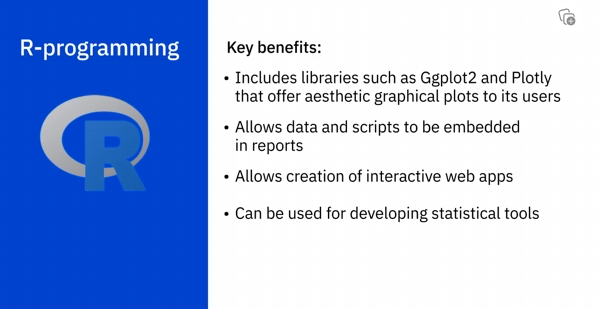 R-programming
R
Key benefits:
• Includes libraries such as Ggplot2 and Plotly
that offer aesthetic graphical plots to its users
• Allows data and scripts to be embedded
in reports
• Allows creation of interactive web apps
• Can be used for developing statistical tools